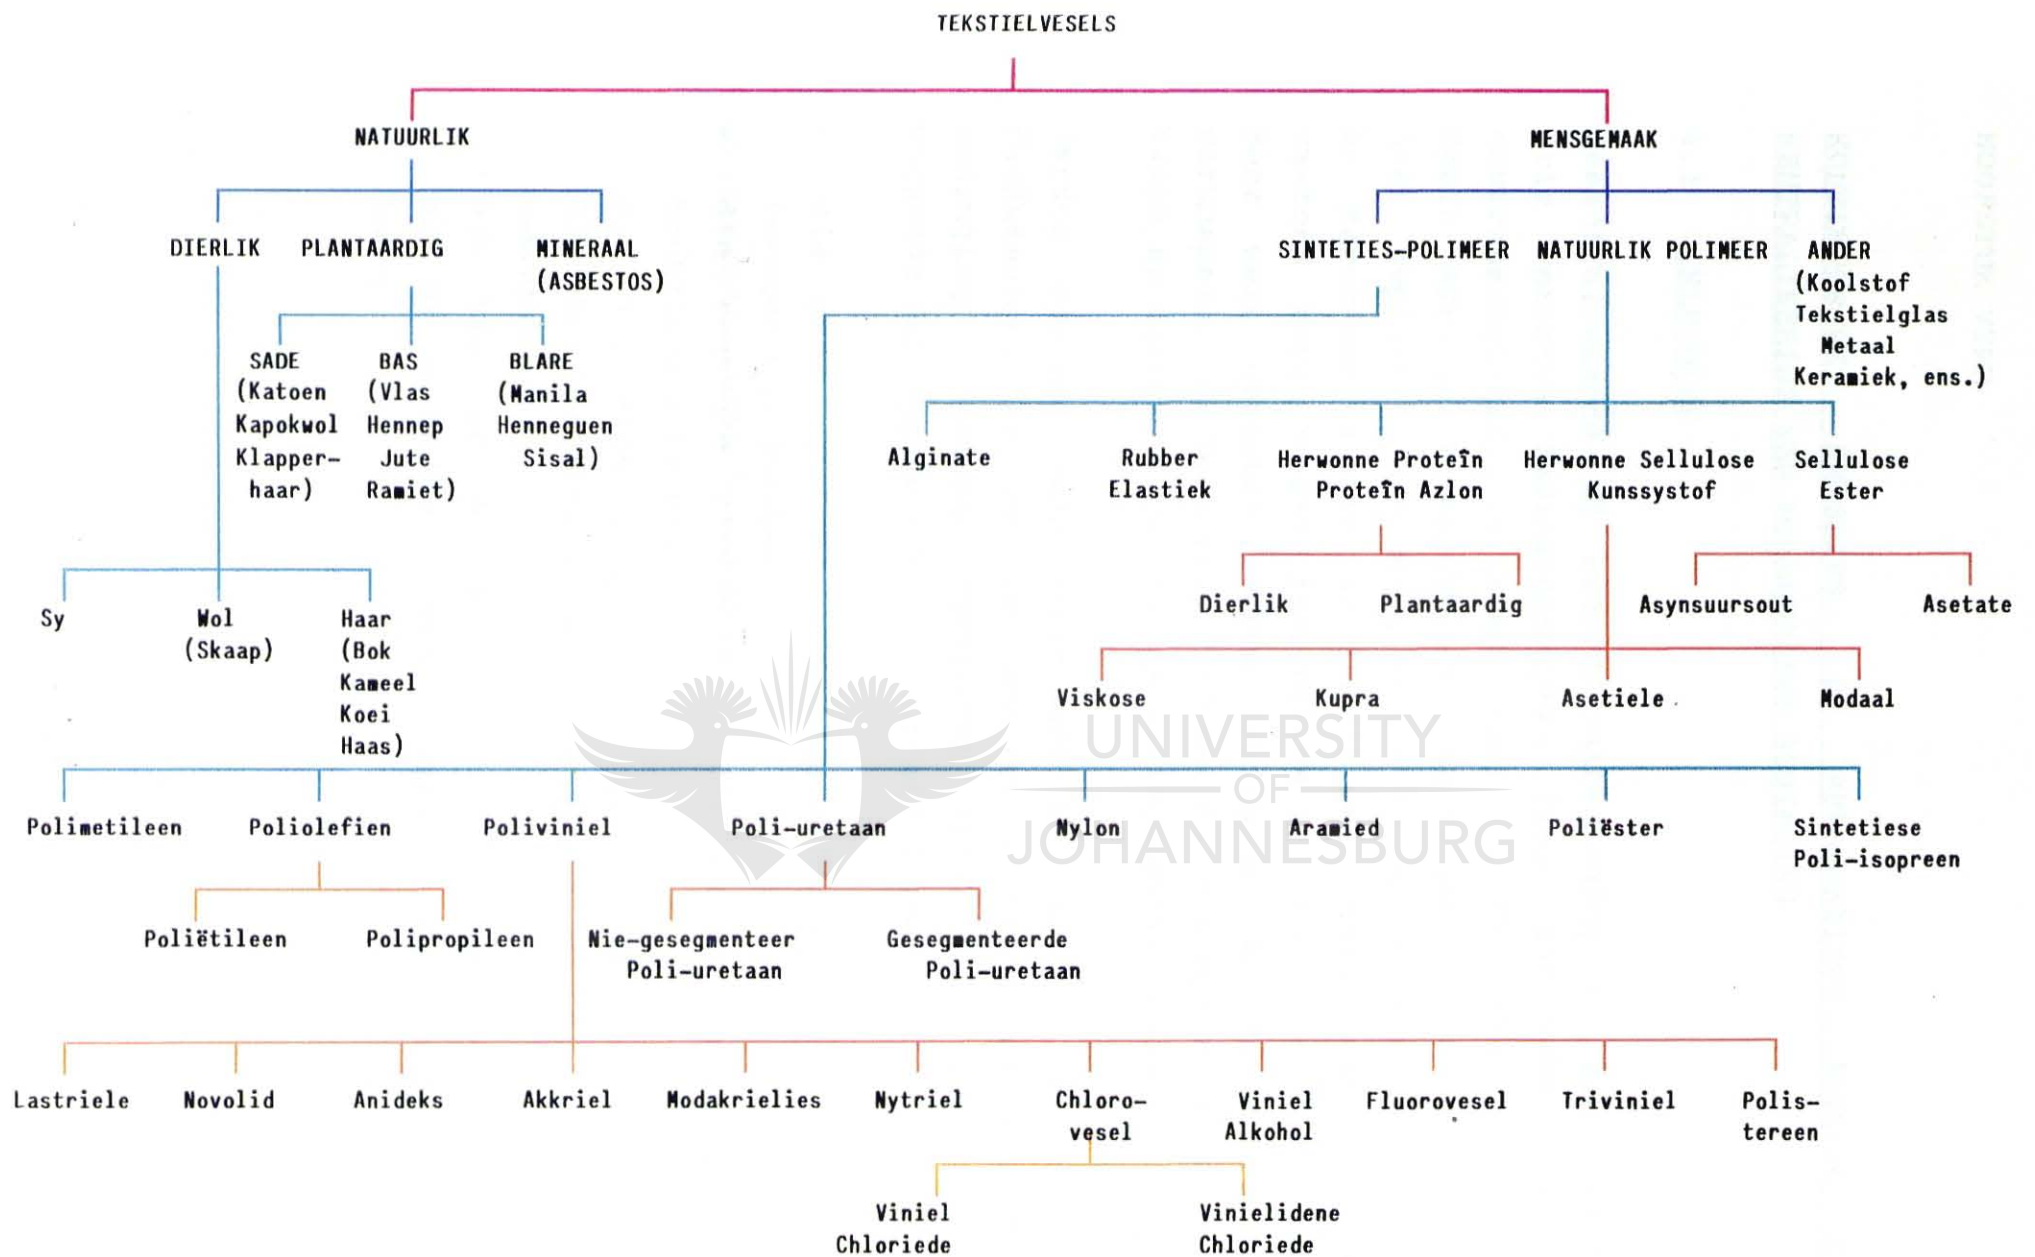 TEKSTIELVESELS
NATUURLIK
MENSGEMAAK
DIERLIK
PLANTAARDIG
MINERAAL
(ASBESTOS)
SINTETIES-POLIMEER
NATUURLIK POLIMEER
ANDER
(Koolstof
Tekstielglas
Metaal
Keramiek, ens.)
SADE
(Katoen
Kapokwol
Klapper-
haar)
BAS
(Vlas
Hennep
Jute
Ramiet)
BLARE
(Manila
Henneguen
Sisal)
Alginate
Rubber
Elastiek
Herwonne Proteîn
Proteîn Azlon
Herwonne Sellulose
Kunssystof
Sellulose
Ester
Dierlik
Plantaardig
Asynsuursout
Asetate
Sy
Wol
(Skaap)
Haar
(Bok
Kameel
Koei
Haas)
Viskose
Kupra
Asetiele
Modaal
UNIVERSITY
OF
JOHANNESBURG
Polimetileen
Poliolefien
Poliviniel
Poli-uretaan
Nylon
Aramied
Poliëster
Sintetiese
Poli-isopreen
Poliëtileen
Polipropileen
Nie-gesegmenteer
Poli-uretaan
Gesegmenteerde
Poli-uretaan
Lastriele
Novolid
Anideks
Akkriel
Modakrielies
Nytriel
Chloro-
vesel
Viniel
Alkohol
Fluorovesel
Triviniel
Polis-
tereen
Viniel
Chloriede
Vinielidene
Chloriede